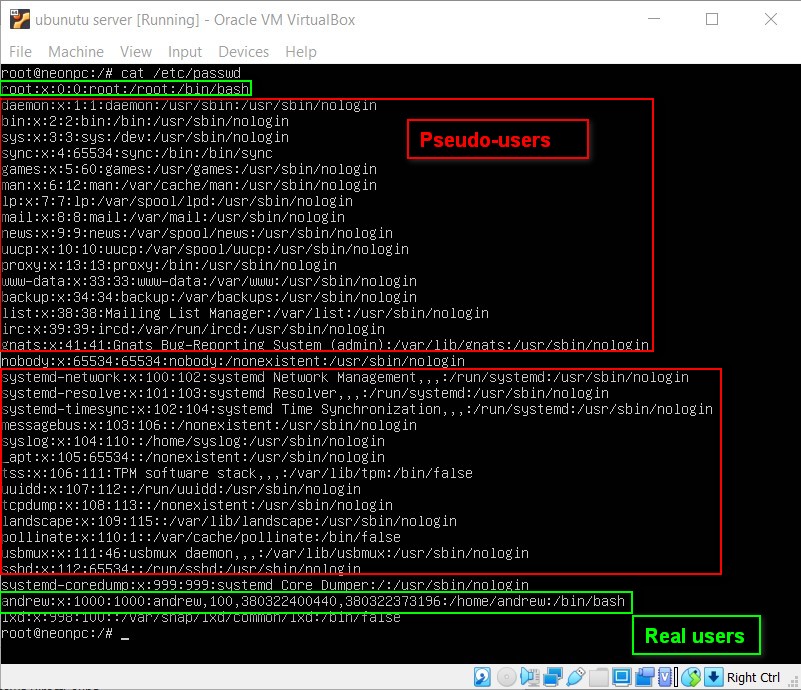 ubunutu server [Running] - Oracle VM VirtualBox
File Machine View Input Devices Help
root@neonpc:/# cat /etc/passwd
root:x:0:0:root:/root:/bin/bash
daemon:x:1:1:daemon:/usr/sbin:/usr/sbin/nologin
bin:x:2:2:bin:/bin:/usr/sbin/nologin
Pseudo-users
sys:x:3:3:sys:/dev:/usr/sbin/nologin
sync:x:4:65534:sync:/bin:/bin/sync
games:x:5:60:games:/usr/games:/usr/sbin/nologin
man:x:6:12:man:/var/cache/man:/usr/sbin/nologin
lp:x:7:7:lp:/var/spool/lpd:/usr/sbin/nologin
mail:x:8:8:mail:/var/mail:/usr/sbin/nologin
news:x:9:9:news:/var/spool/news:/usr/sbin/nologin
uucp:x:10:10:uucp:/var/spool/uucp:/usr/sbin/nologin
proxy:x:13:13:proxy:/bin:/usr/sbin/nologin
www-data:x:33:33:www-data:/var/www:/usr/sbin/nologin
backup:x:34:34:backup:/var/backups:/usr/sbin/nologin
list:x:38:38:Mailing List Manager:/var/list:/usr/sbin/nologin
irc:x:39:39:ircd:/var/run/ircd:/usr/sbin/nologin
gnats:x:41:41:Gnats Bug-Reporting System (admin):/var/lib/gnats:/usr/sbin/nologin
nobody:x:65534:65534:nobody:/nonexistent:/usr/sbin/nologin
systemd-network:x:100:102:systemd Network Management,,,:/run/systemd:/usr/sbin/nologin
systemd-resolve:x:101:103:systemd Resolver,,,:/run/systemd:/usr/sbin/nologin
systemd-timesync:x:102:104:systemd Time Synchronization,,,:/run/systemd:/usr/sbin/nologin
messagebus:x:103:106::/nonexistent:/usr/sbin/nologin
syslog:x:104:110::/home/syslog:/usr/sbin/nologin
_apt:x:105:65534::/nonexistent:/usr/sbin/nologin
tss:x:106:111:TPM software stack,,,:/var/lib/tpm:/bin/false
uuidd:x:107:112::/run/uuidd:/usr/sbin/nologin
tcpdump:x:108:113::/nonexistent:/usr/sbin/nologin
landscape:x:109:115::/var/lib/landscape:/usr/sbin/nologin
pollinate:x:110:1::/var/cache/pollinate:/bin/false
usbmux:x:111:46:usbmux daemon,,,:/var/lib/usbmux:/usr/sbin/nologin
sshd:x:112:65534::/run/sshd:/usr/sbin/nologin
systemd-coredump:x:999:999:systemd Core Dumper:/:/usr/sbin/nologin
andrew:x:1000:1000:andrew,100,380322400440,380322373196:/home/andrew:/bin/bash
lxd:x:998:100::/var/snap/lxd/common/lxd:/bin/false
root@neonpc:/# _
Real users
Right Ctrl